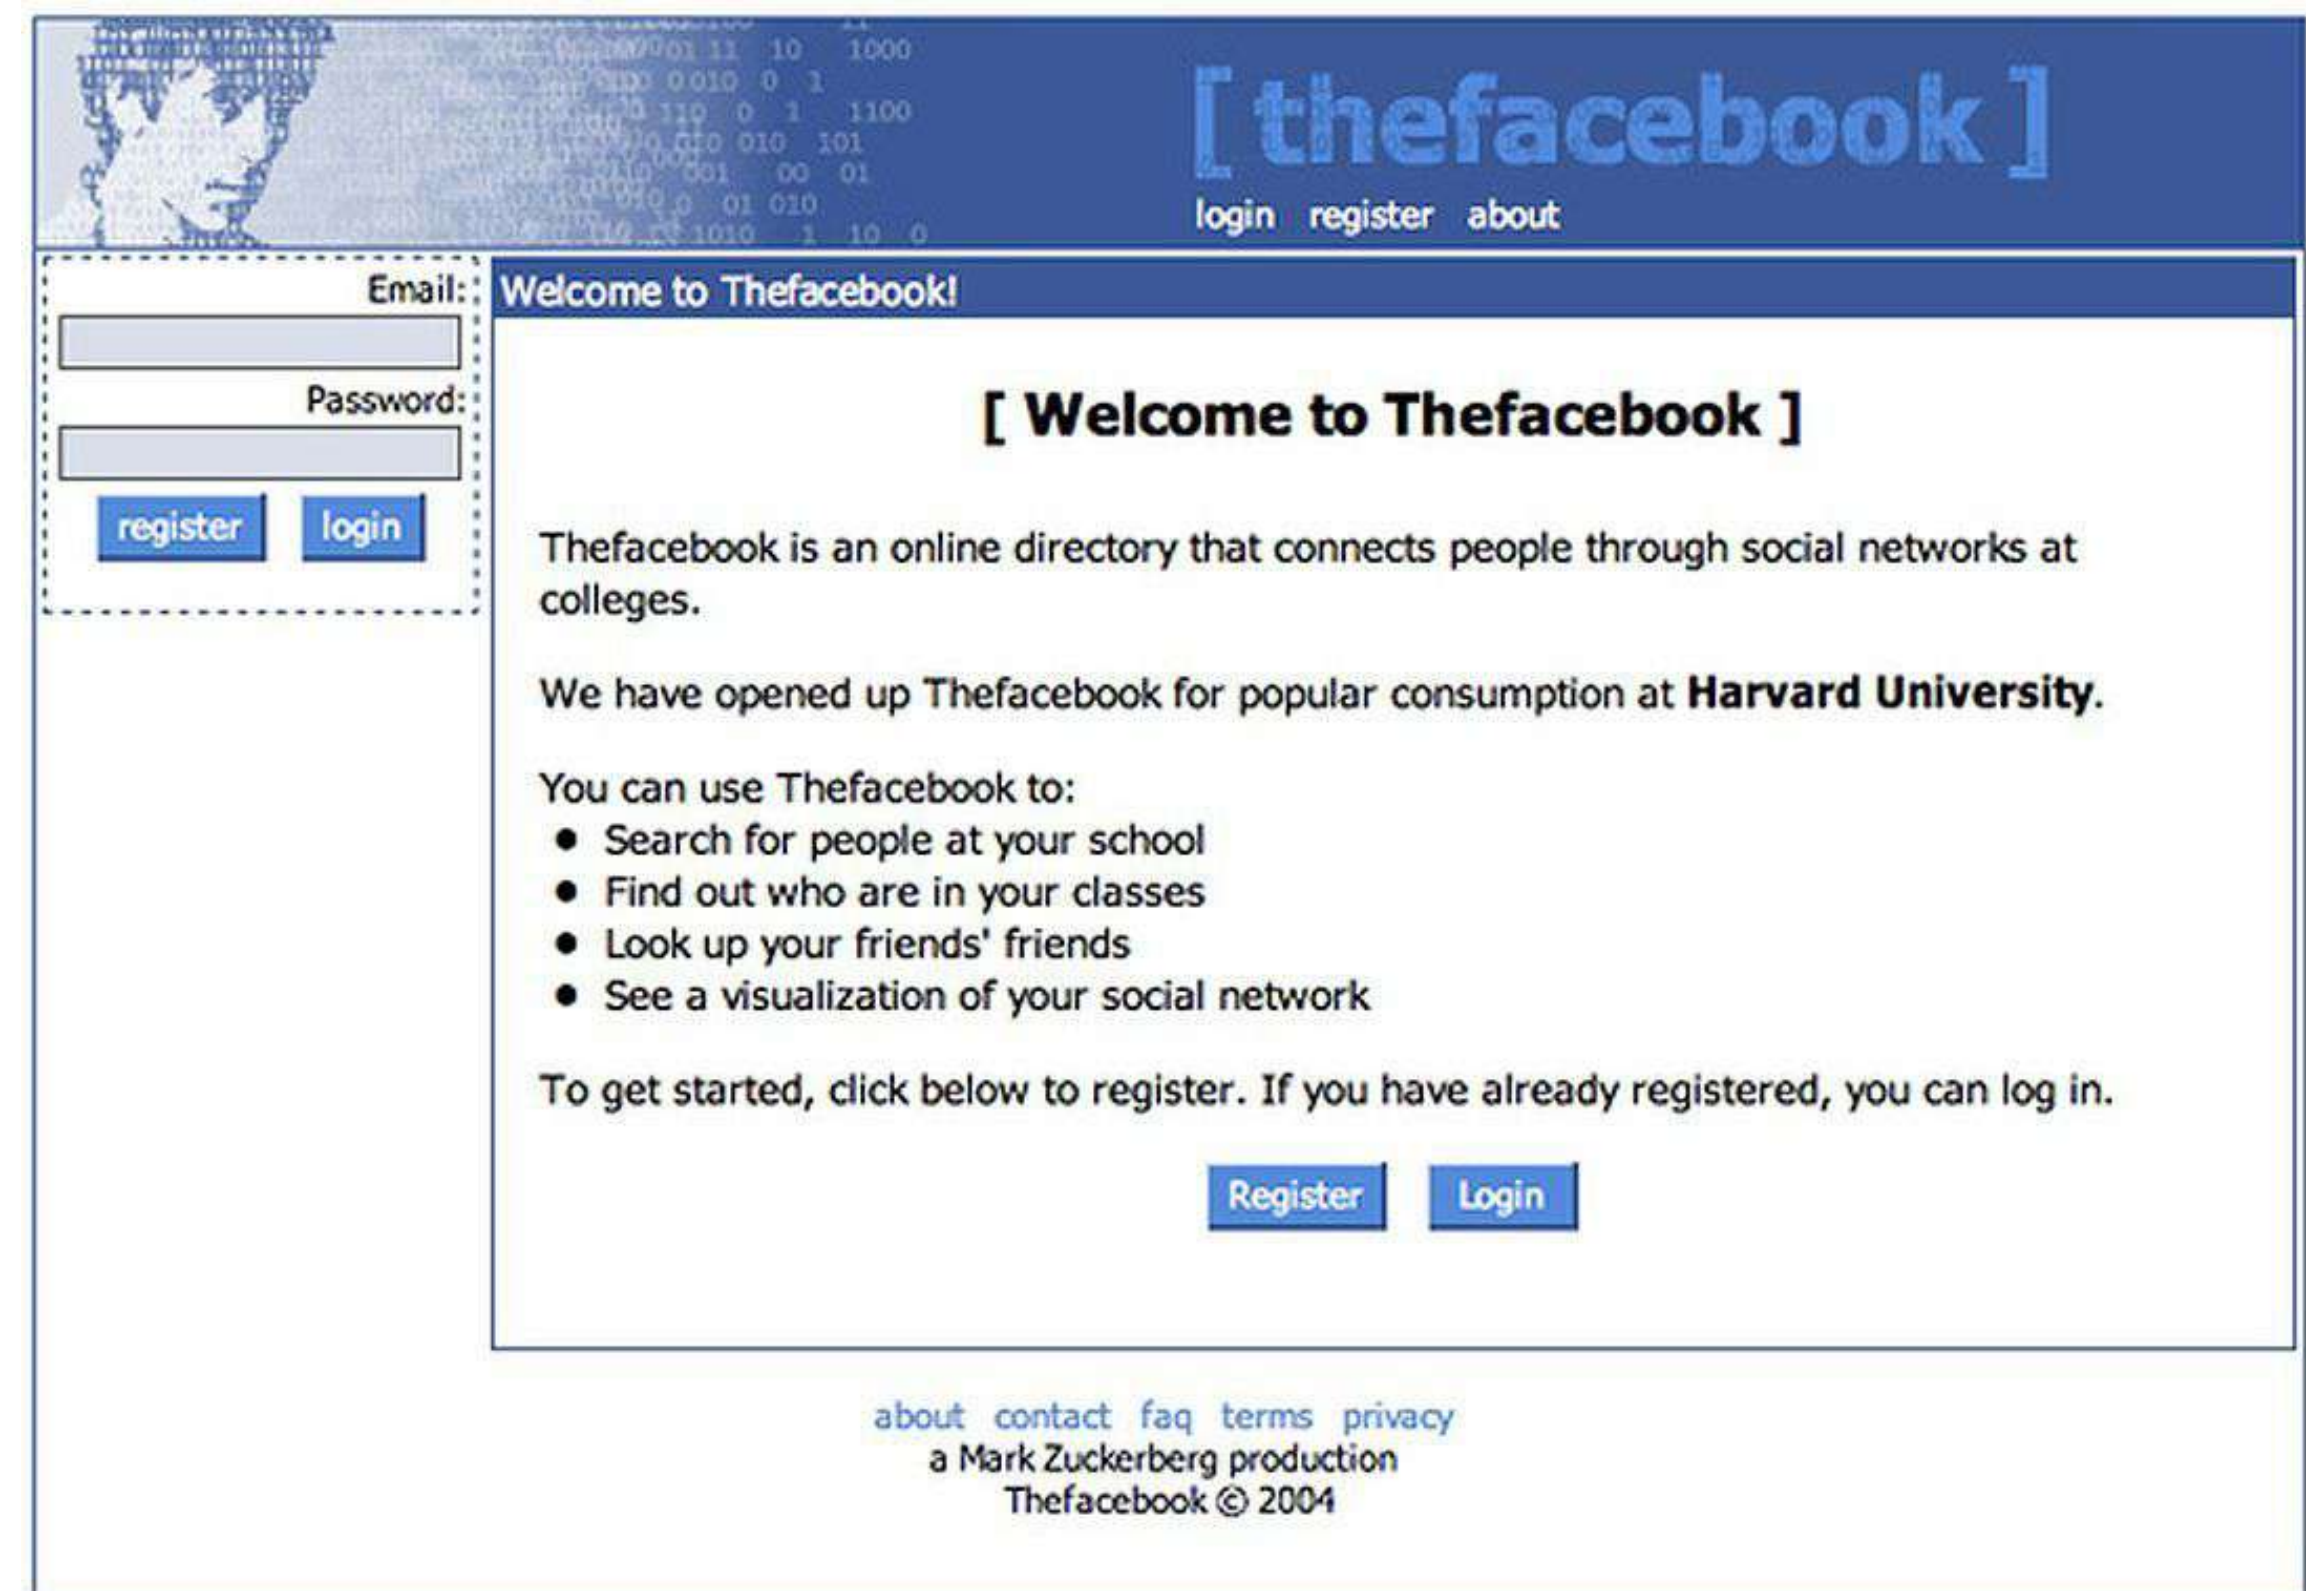 [ thefacebook ]
login register about
Email:
Password:
register login
Welcome to Thefacebook!
[ Welcome to Thefacebook ]
Thefacebook is an online directory that connects people through social networks at
colleges.
We have opened up Thefacebook for popular consumption at Harvard University.
You can use Thefacebook to:
• Search for people at your school
• Find out who are in your classes
• Look up your friends' friends
• See a visualization of your social network
To get started, click below to register. If you have already registered, you can log in.
Register Login
about contact faq terms privacy
a Mark Zuckerberg production
Thefacebook © 2004